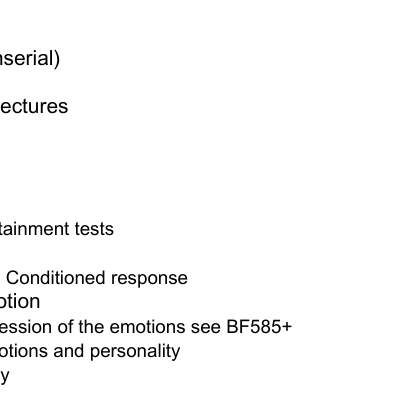 nserial)
ectures
tainment tests
Conditioned response
otion
ession of the emotions see BF585+
otions and personality
y